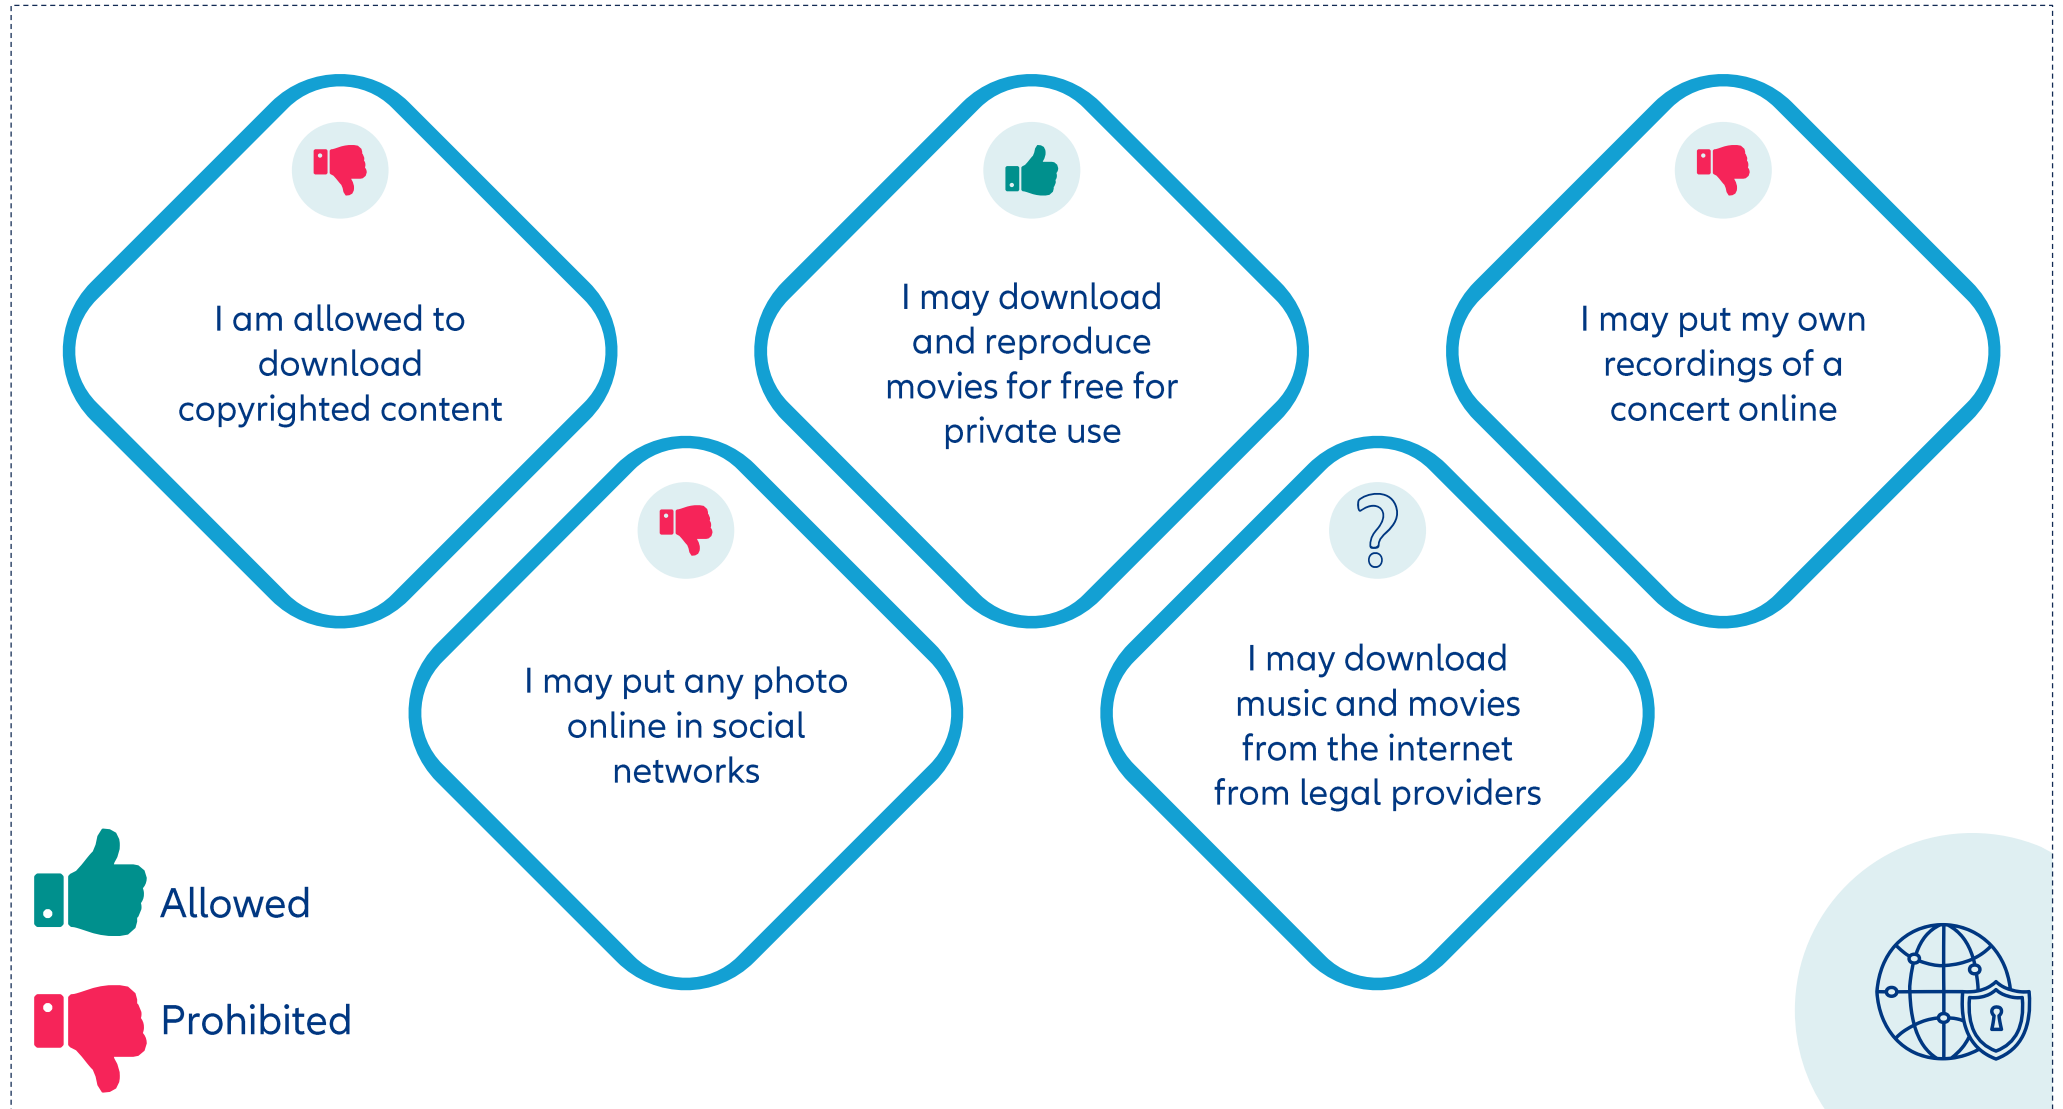 I am allowed to
download
copyrighted content
I may put any photo
online in social
networks
I may download
and reproduce
movies for free for
private use
?
I may download
music and movies
from the internet
from legal providers
I may put my own
recordings of a
concert online
Allowed
Prohibited